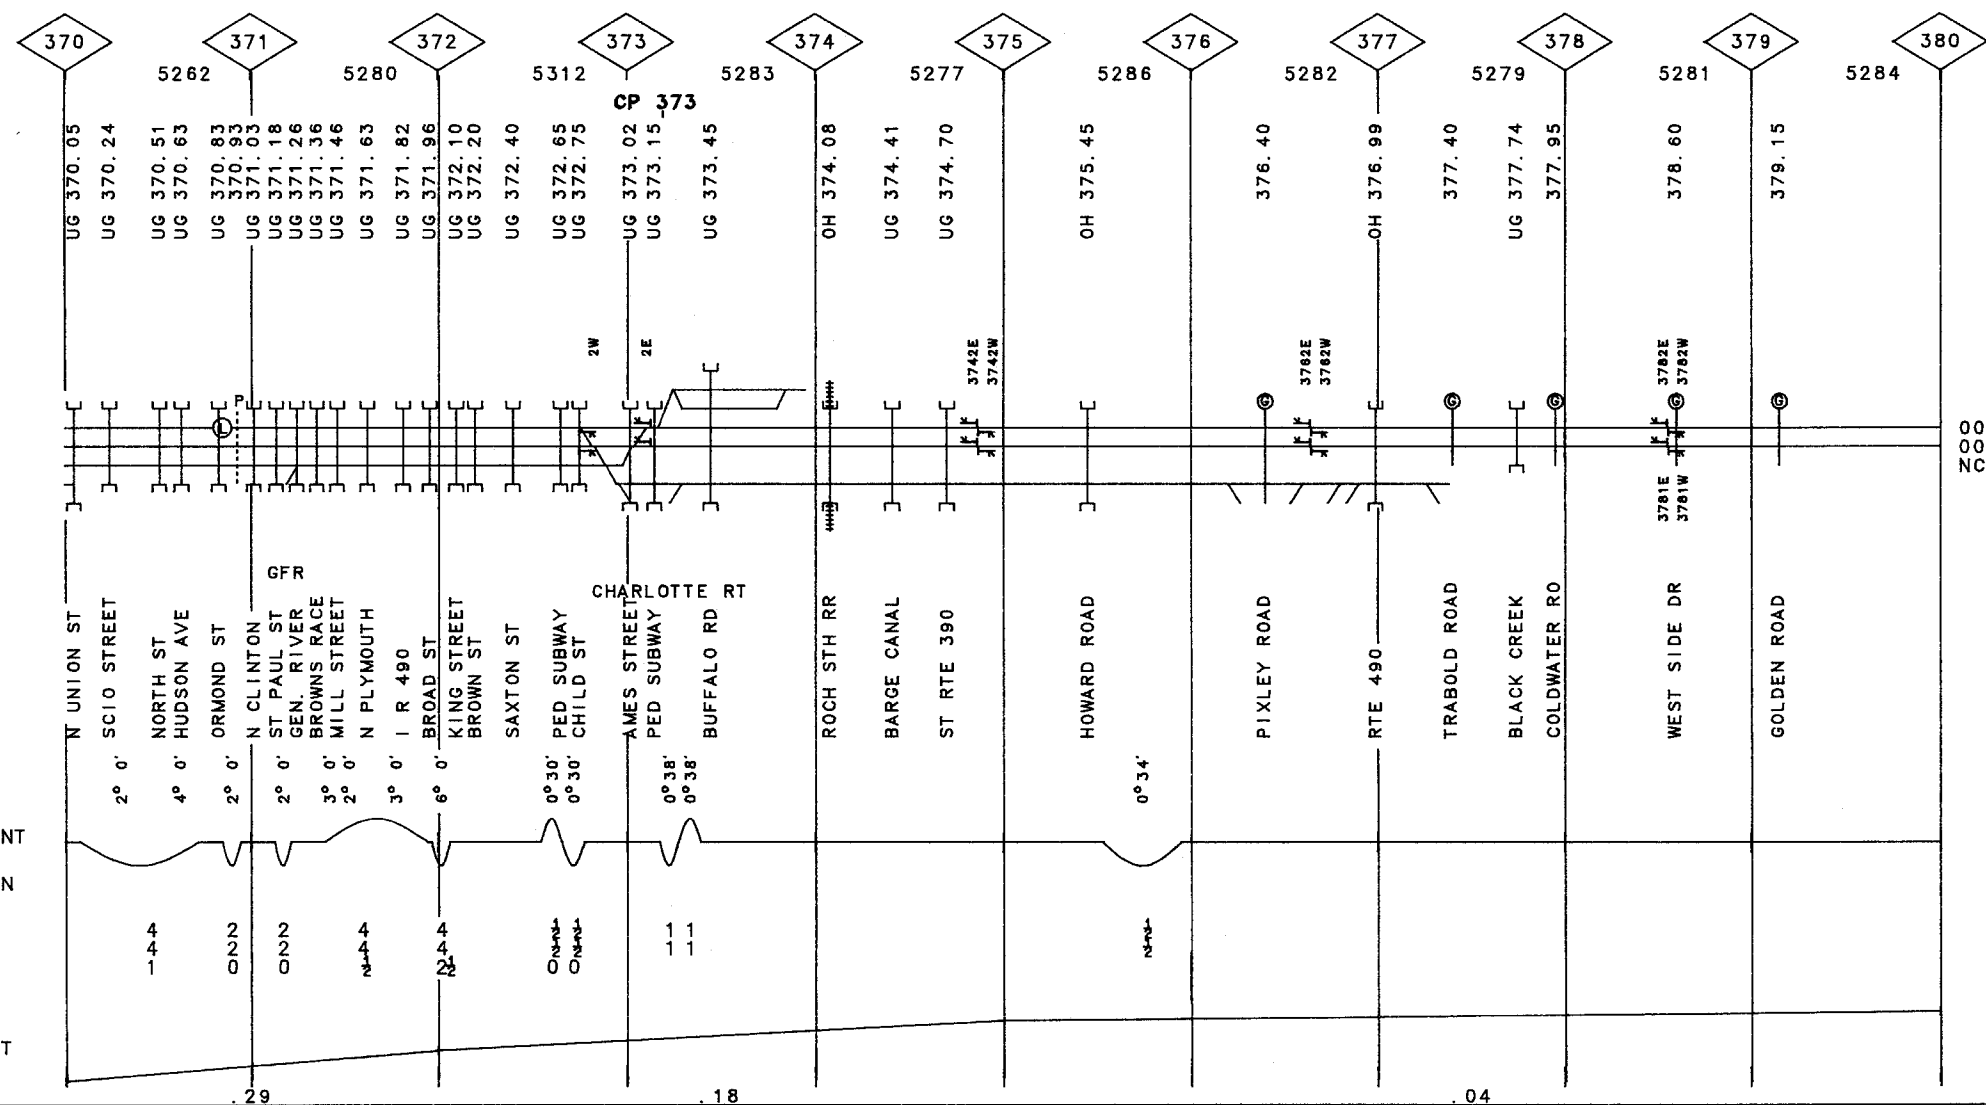 370 371 372 373 374 375 376 377 378 379 380
5262 5280 5312 5283 5277 5286 5282 5279 5281 5284
CP 373
UG 370.05
UG 370.24
UG 370.51
UG 370.63
UG 370.83
370.93
UG 371.03
UG 371.18
UG 371.26
UG 371.36
UG 371.46
UG 371.63
UG 371.82
UG 371.96
UG 372.10
UG 372.20
UG 372.40
UG 372.65
UG 372.75
UG 373.02
UG 373.15
UG 373.45
OH 374.08
UG 374.41
UG 374.70
OH 375.45
376.40
OH 376.99
377.40
UG 377.74
377.95
378.60
379.15
2W
2E
3742E
3742W
3762E
3762W
3782E
3782W
P
L
G G G G G
00
00
NC
3781E
3781W
GFR
CHARLOTTE RT
N UNION ST
SCIO STREET
NORTH ST
HUDSON AVE
ORMOND ST
N CLINTON
ST PAUL ST
GEN. RIVER
BROWNS RACE
MILL STREET
N PLYMOUTH
I R 490
BROAD ST
KING STREET
BROWN ST
SAXTON ST
PED SUBWAY
CHILD ST
AMES STREET
PED SUBWAY
BUFFALO RD
ROCH STH RR
BARGE CANAL
ST RTE 390
HOWARD ROAD
PIXLEY ROAD
RTE 490
TRABOLD ROAD
BLACK CREEK
COLDWATER RO
WEST SIDE DR
GOLDEN ROAD
2° 0'
4° 0'
2° 0'
2° 0'
3° 0'
2° 0'
3° 0'
6° 0'
0°30'
0°30'
0°38'
0°38'
0°34'
NT
N
4 2 2 4 4 1/2 1/2 1 1 1/2
4 2 2 4 4 1/2 1/2 1 1 1/2
1 0 0 1/2 2 1/2 0 0
T
.29 .18 .04